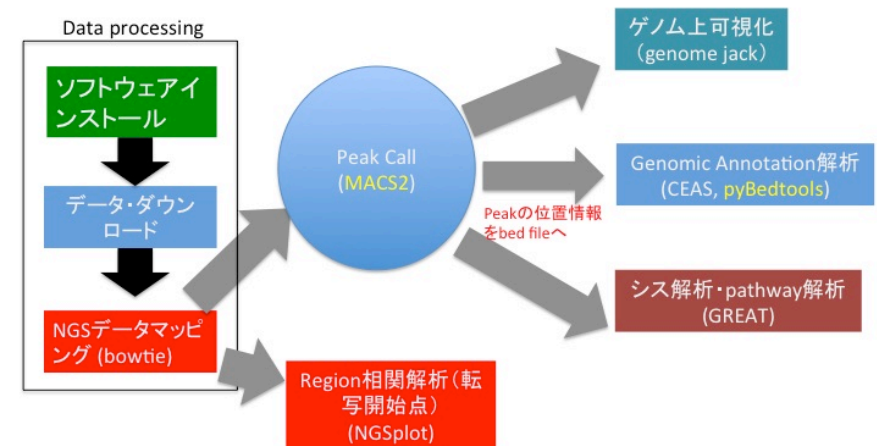 Data processing
ソフトウェアイ
ンストール
データ・ダウン
ロード
NGSデータマッピ
ング (bowtie)
Peak Call
(MACS2)
Peakの位置情報
をbed fileへ
ゲノム上可視化
（genome jack）
Genomic Annotation解析
(CEAS, pyBedtools)
シス解析・pathway解析
(GREAT)
Region相関解析（転
写開始点）
(NGSplot)